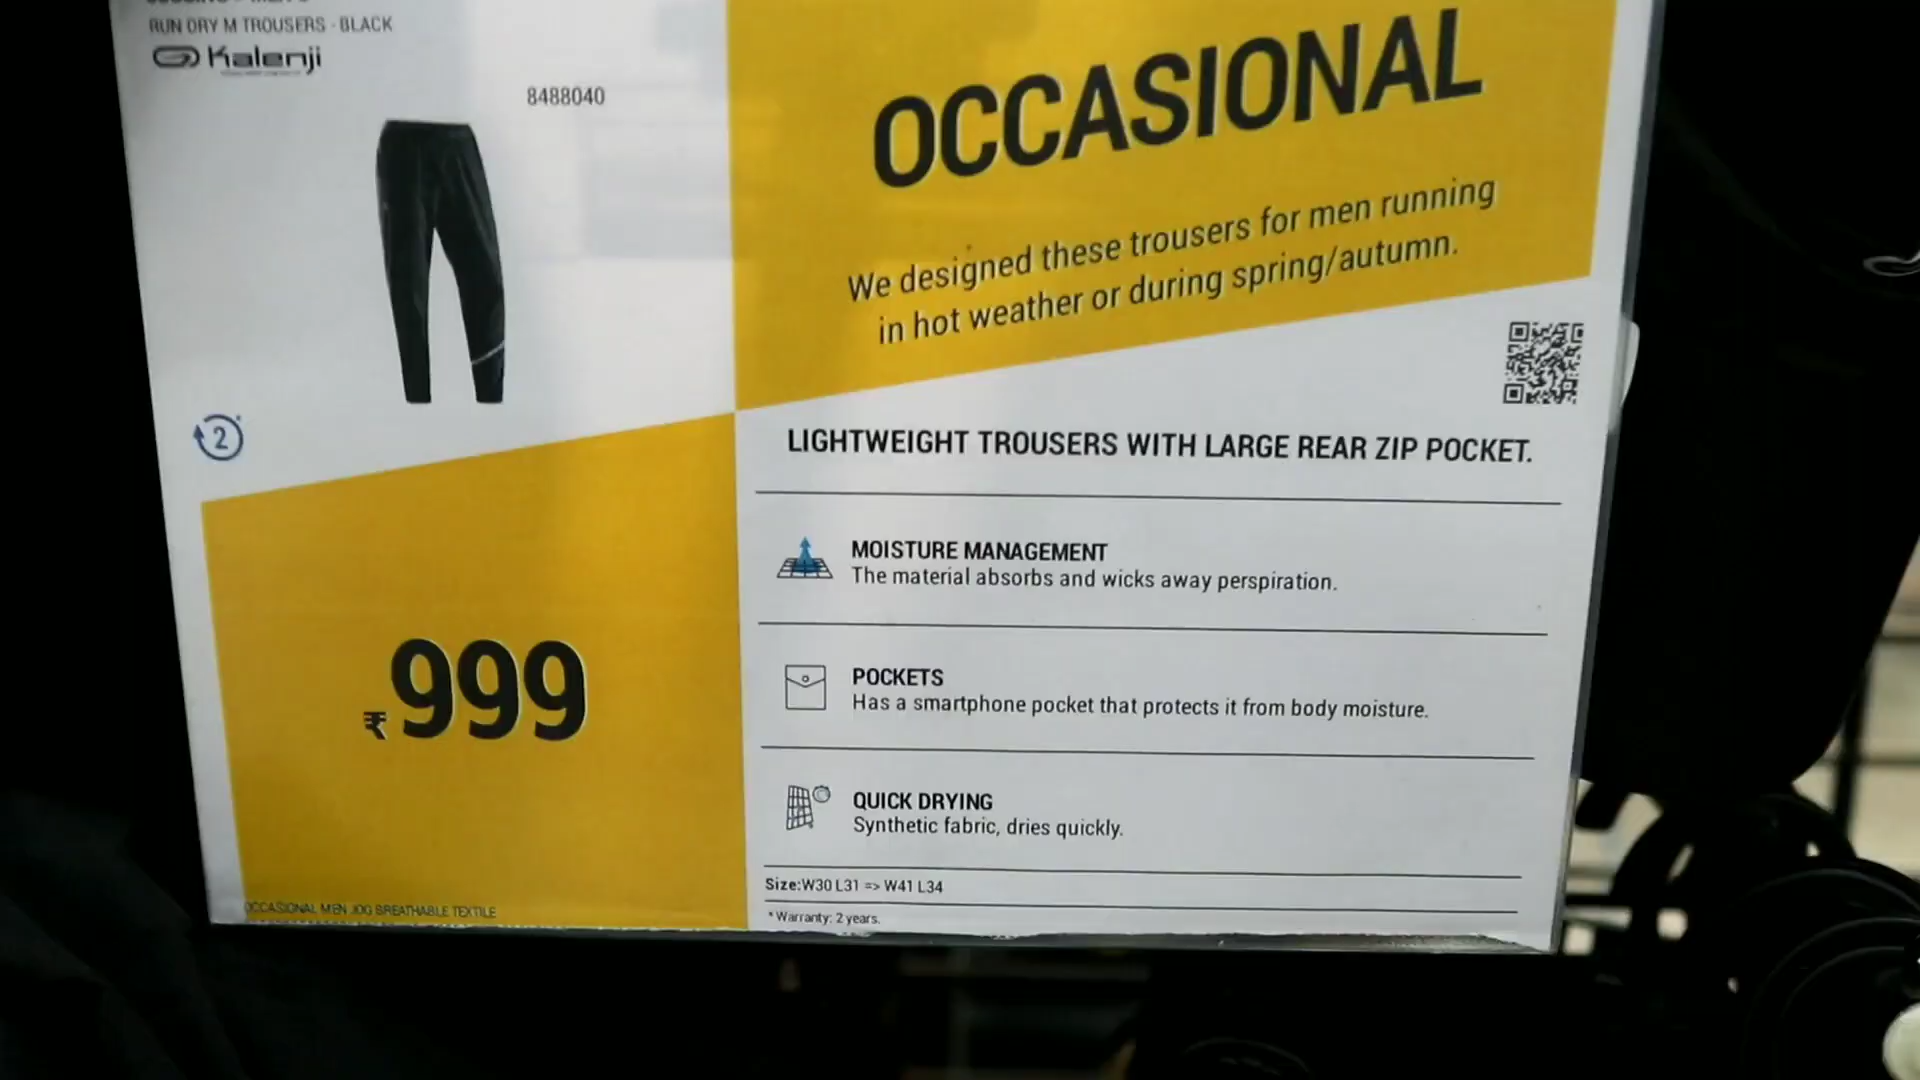 RUN DRY M TROUSERS - BLACK
Kalenji
8488040
OCCASIONAL
We designed these trousers for men running
in hot weather or during spring/autumn.
2
LIGHTWEIGHT TROUSERS WITH LARGE REAR ZIP POCKET.
MOISTURE MANAGEMENT
The material absorbs and wicks away perspiration.
POCKETS
Has a smartphone pocket that protects it from body moisture.
₹999
QUICK DRYING
Synthetic fabric, dries quickly.
Size:W30 L31 => W41 L34
* Warranty: 2 years.
OCCASIONAL MEN JOG BREATHABLE TEXTILE